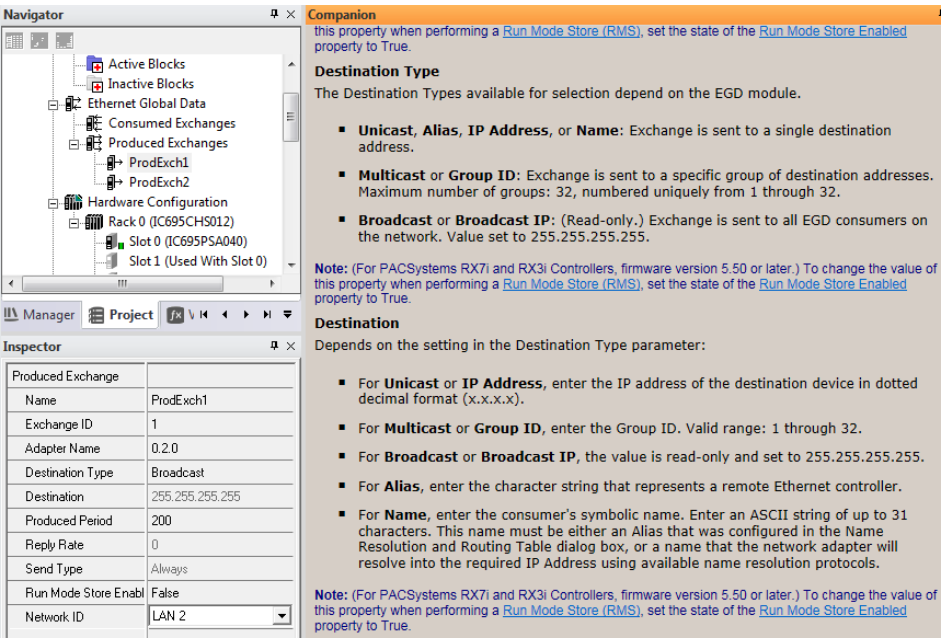 Navigator
Active Blocks
Inactive Blocks
Ethernet Global Data
Consumed Exchanges
Produced Exchanges
ProdExch1
ProdExch2
Hardware Configuration
Rack 0 (IC695CHS012)
Slot 0 (IC695PSA040)
Slot 1 (Used With Slot 0)
Manager
Project
Inspector
Produced Exchange
Name ProdExch1
Exchange ID 1
Adapter Name 0.2.0
Destination Type Broadcast
Destination 255.255.255.255
Produced Period 200
Reply Rate 0
Send Type Always
Run Mode Store Enabl False
Network ID LAN 2
Companion
this property when performing a Run Mode Store (RMS), set the state of the Run Mode Store Enabled
property to True.
Destination Type
The Destination Types available for selection depend on the EGD module.
▪ Unicast, Alias, IP Address, or Name: Exchange is sent to a single destination
address.
▪ Multicast or Group ID: Exchange is sent to a specific group of destination addresses.
Maximum number of groups: 32, numbered uniquely from 1 through 32.
▪ Broadcast or Broadcast IP: (Read-only.) Exchange is sent to all EGD consumers on
the network. Value set to 255.255.255.255.
Note: (For PACSystems RX7i and RX3i Controllers, firmware version 5.50 or later.) To change the value of
this property when performing a Run Mode Store (RMS), set the state of the Run Mode Store Enabled
property to True.
Destination
Depends on the setting in the Destination Type parameter:
▪ For Unicast or IP Address, enter the IP address of the destination device in dotted
decimal format (x.x.x.x).
▪ For Multicast or Group ID, enter the Group ID. Valid range: 1 through 32.
▪ For Broadcast or Broadcast IP, the value is read-only and set to 255.255.255.255.
▪ For Alias, enter the character string that represents a remote Ethernet controller.
▪ For Name, enter the consumer's symbolic name. Enter an ASCII string of up to 31
characters. This name must be either an Alias that was configured in the Name
Resolution and Routing Table dialog box, or a name that the network adapter will
resolve into the required IP Address using available name resolution protocols.
Note: (For PACSystems RX7i and RX3i Controllers, firmware version 5.50 or later.) To change the value of
this property when performing a Run Mode Store (RMS), set the state of the Run Mode Store Enabled
property to True.